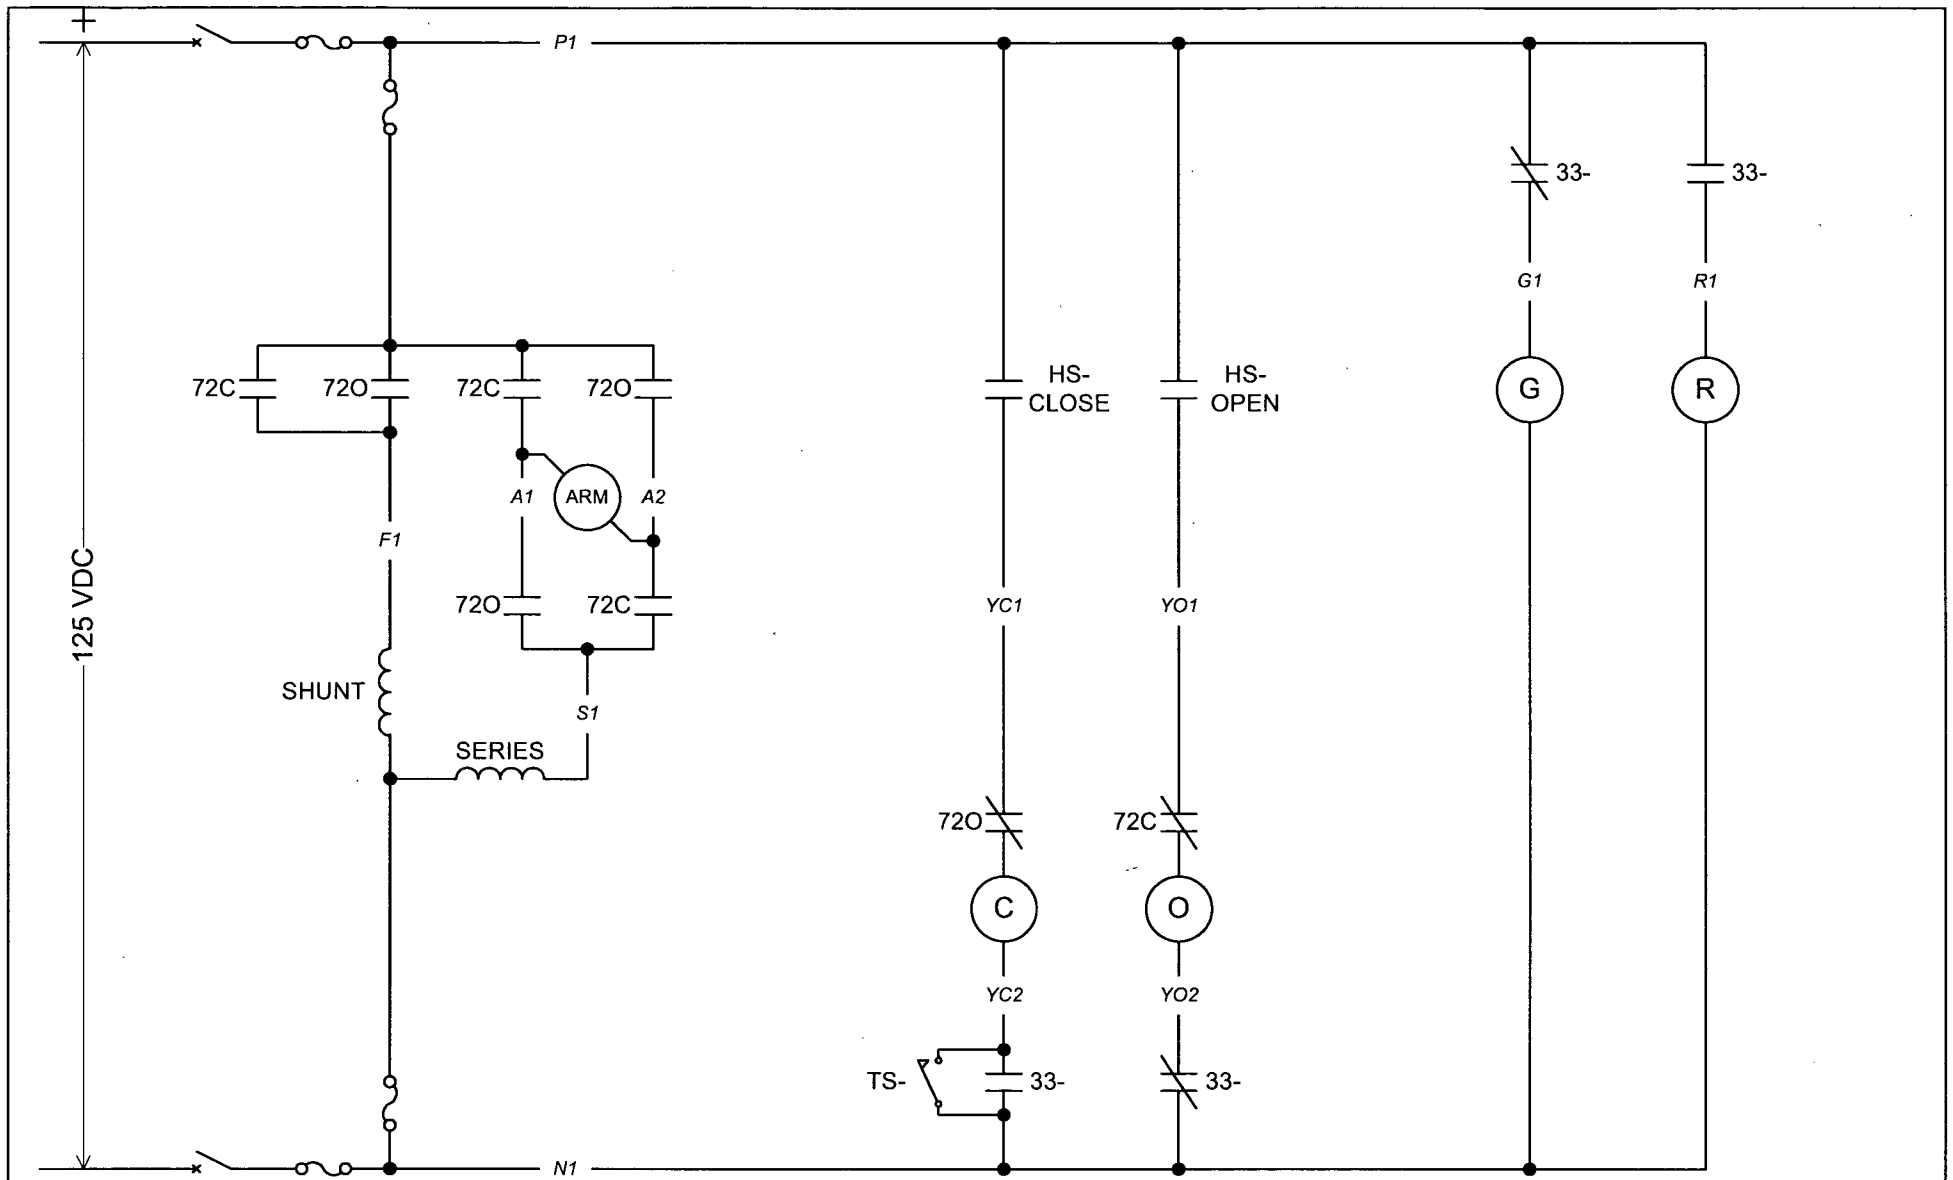 +
P1
33-
33-
G1
R1
72C
72O
72C
72O
HS-
CLOSE
HS-
OPEN
G
R
A1
ARM
A2
F1
125 VDC
72O
72C
YC1
YO1
SHUNT
S1
SERIES
72O
72C
C
O
YC2
YO2
TS-
33-
33-
N1